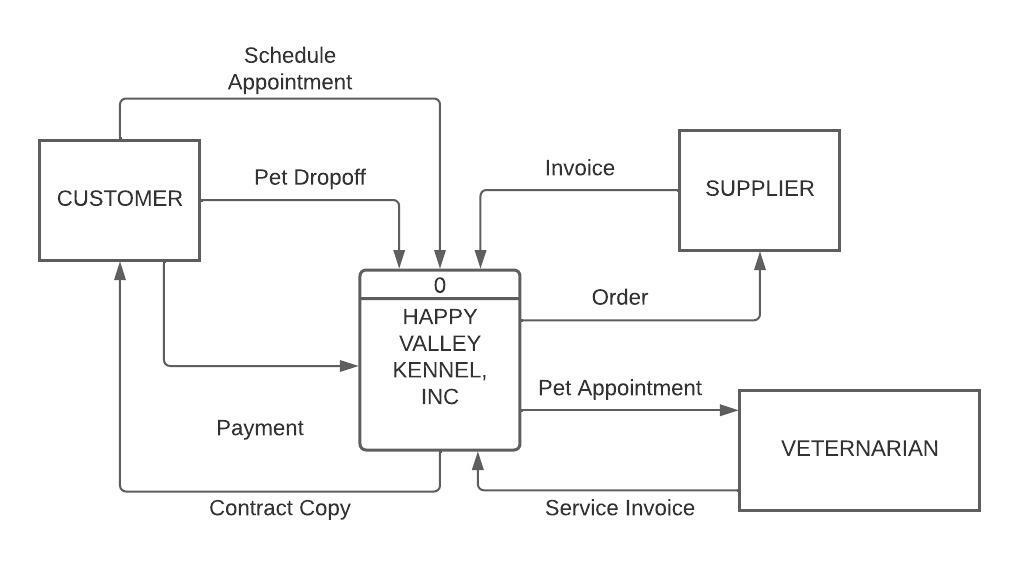 Schedule
Appointment
CUSTOMER
Pet Dropoff
Invoice
SUPPLIER
0
HAPPY
VALLEY
KENNEL,
INC
Order
Pet Appointment
VETERNARIAN
Payment
Contract Copy
Service Invoice